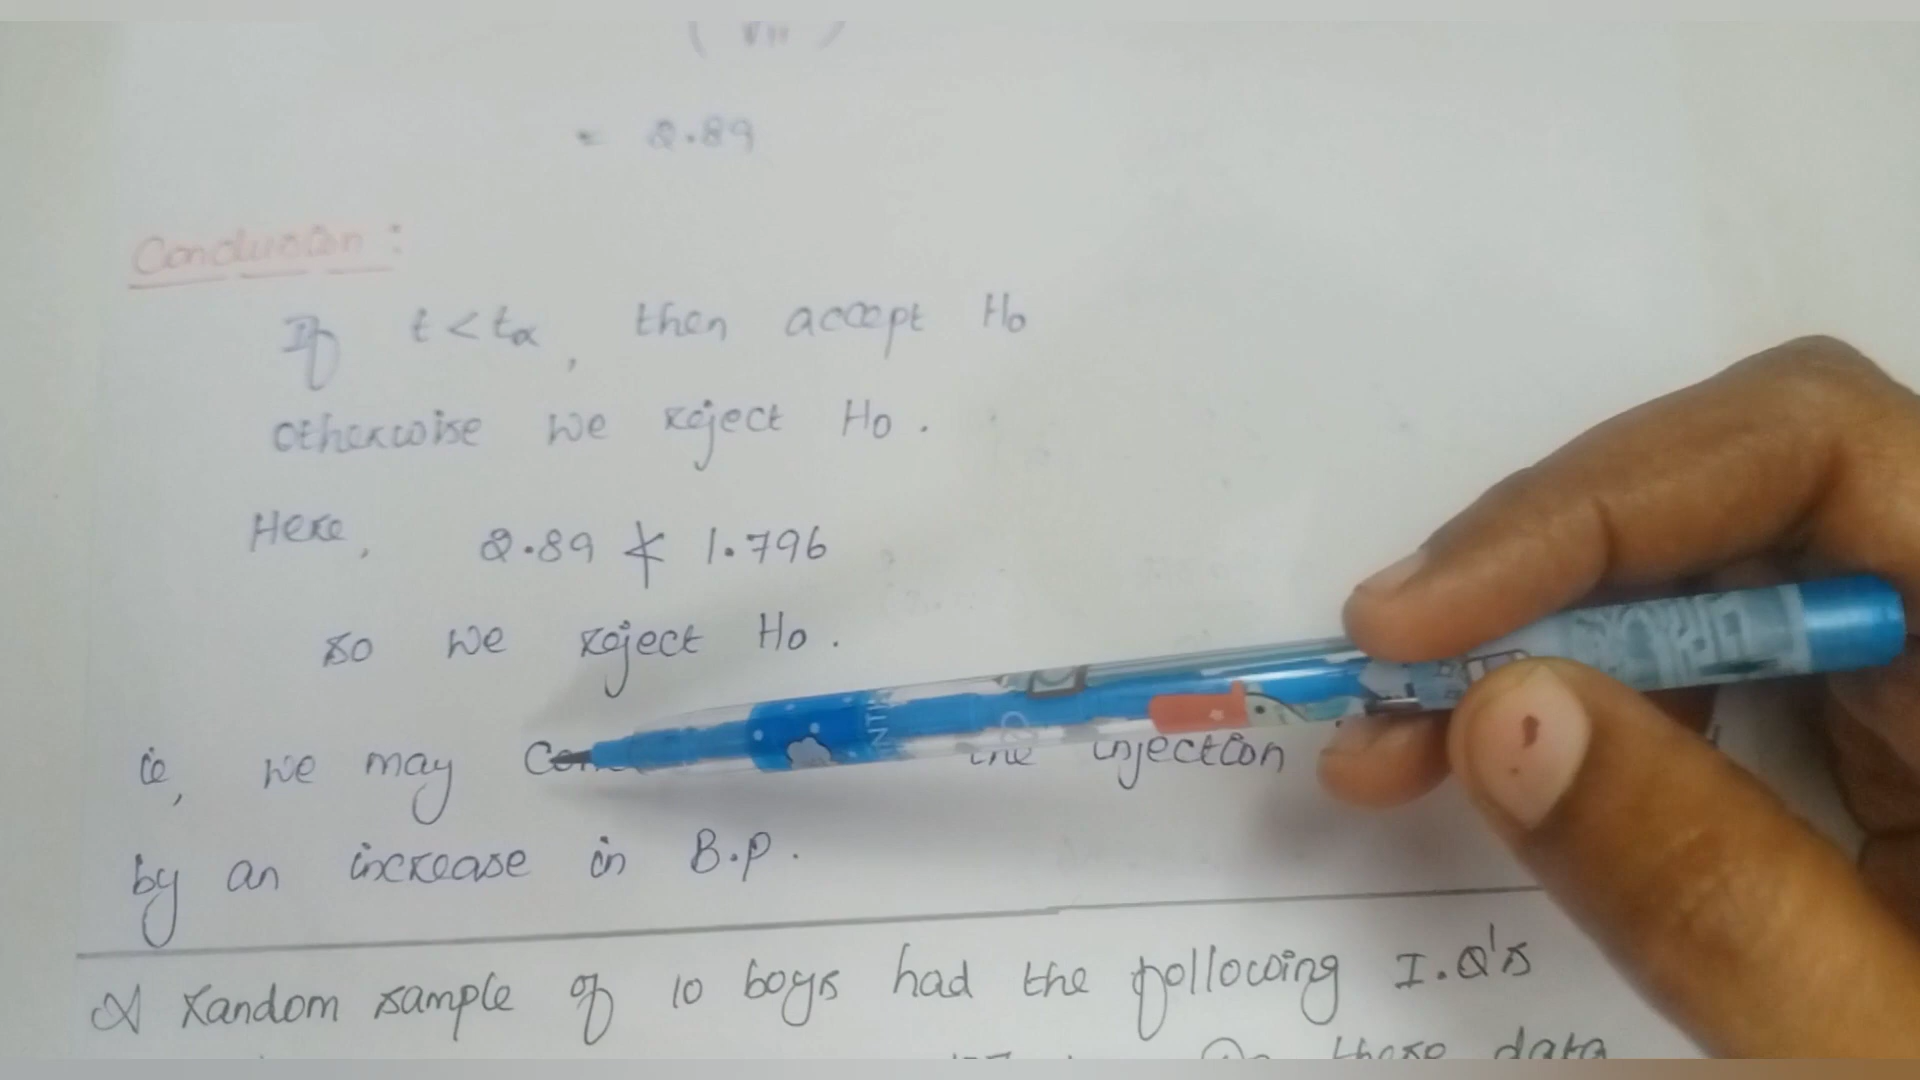 = 2.89
Conclusion:
If t < tα, then accept H0
otherwise we reject H0.
Here, 2.89 ≮ 1.796
so we reject H0.
ie, we may the injection
by an increase in B.P.
A random sample of 10 boys had the following I.Q's
these data